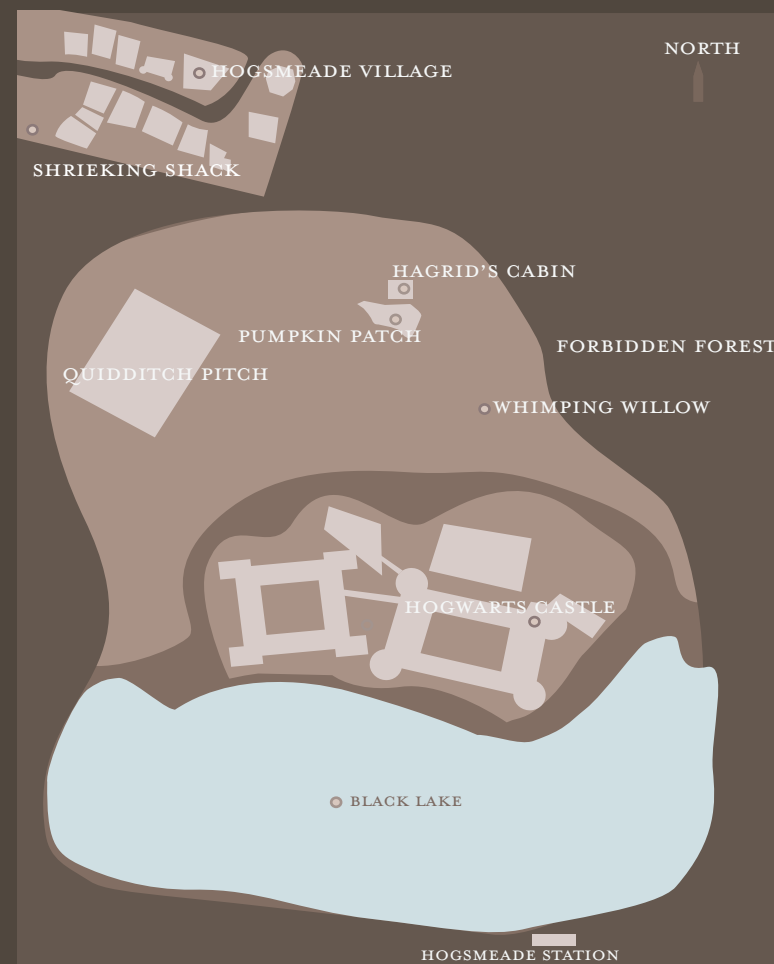 NORTH
HOGSMEADE VILLAGE
SHRIEKING SHACK
HAGRID'S CABIN
PUMPKIN PATCH
FORBIDDEN FOREST
QUIDDITCH PITCH
WHIMPING WILLOW
HOGWARTS CASTLE
BLACK LAKE
HOGSMEADE STATION